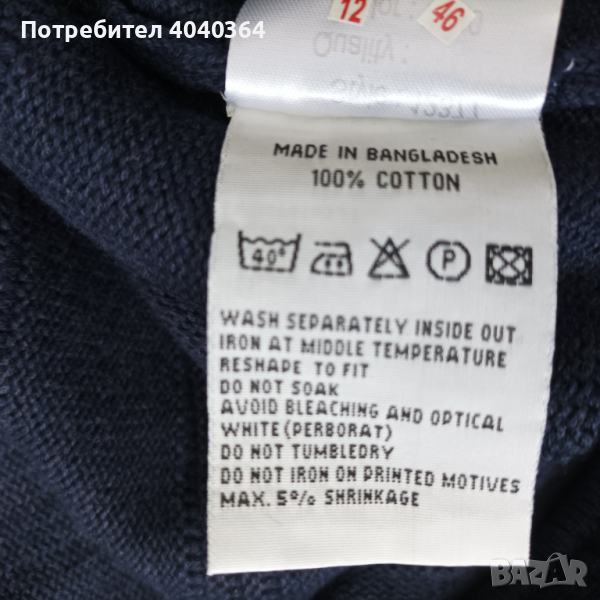 Потребител 4040364
12 46
Quality :
MADE IN BANGLADESH
100% COTTON
40°
P
WASH SEPARATELY INSIDE OUT
IRON AT MIDDLE TEMPERATURE
RESHAPE TO FIT
DO NOT SOAK
AVOID BLEACHING AND OPTICAL
WHITE (PERBORAT)
DO NOT TUMBLEDRY
DO NOT IRON ON PRINTED MOTIVES
MAX. 5% SHRINKAGE
BAZAR